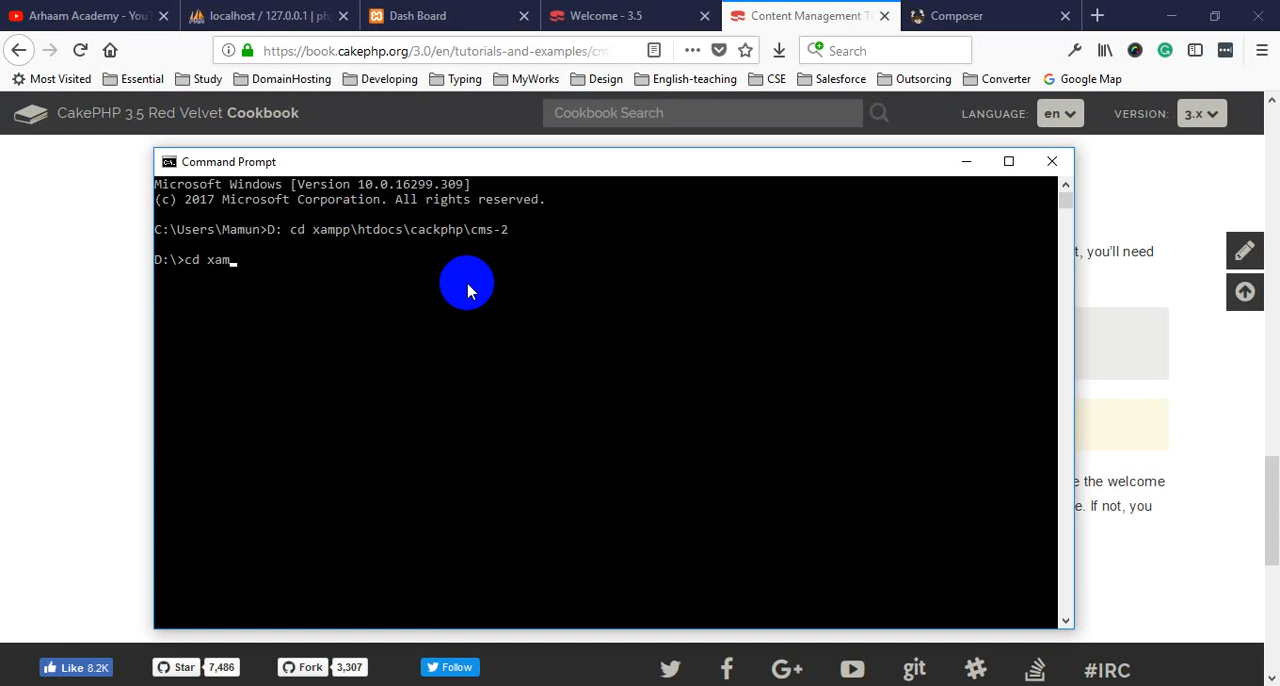 Arhaam Academy - YouT
localhost / 127.0.0.1 | ph
Dash Board
Welcome - 3.5
Content Management T
Composer
https://book.cakephp.org/3.0/en/tutorials-and-examples/cm
Search
Most Visited
Essential
Study
DomainHosting
Developing
Typing
MyWorks
Design
English-teaching
CSE
Salesforce
Outsorcing
Converter
Google Map
CakePHP 3.5 Red Velvet Cookbook
Cookbook Search
LANGUAGE: en
VERSION: 3.x
Command Prompt
Microsoft Windows [Version 10.0.16299.309]
(c) 2017 Microsoft Corporation. All rights reserved.
C:\Users\Mamun>D: cd xampp\htdocs\cackphp\cms-2
t, you'll need
D:\>cd xam_
e the welcome
e. If not, you
Like 8.2K
Star 7,486
Fork 3,307
Follow
git
#IRC